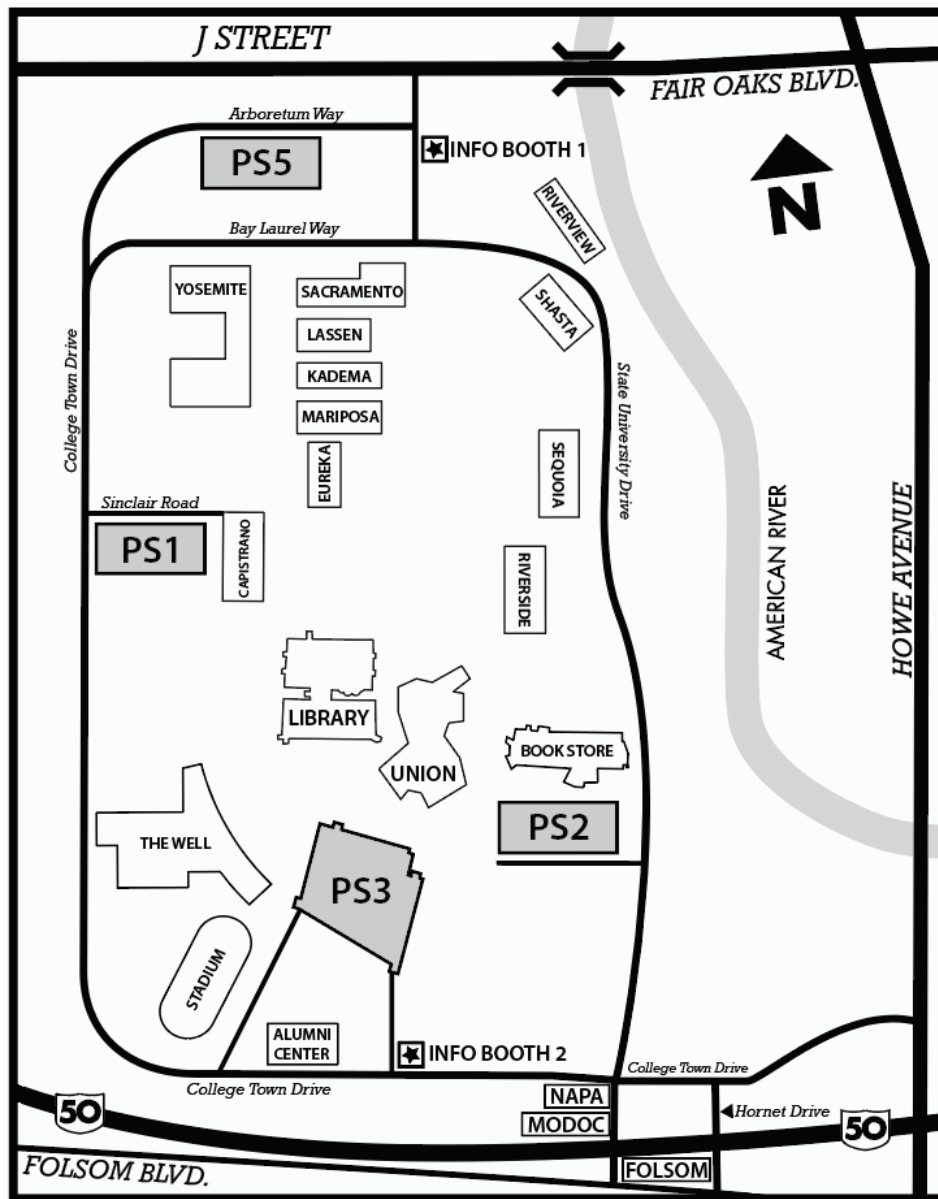 J STREET
FAIR OAKS BLVD.
Arboretum Way
PS5
INFO BOOTH 1
N
RIVERVIEW
Bay Laurel Way
YOSEMITE
SACRAMENTO
SHASTA
LASSEN
KADEMA
MARIPOSA
College Town Drive
State University Drive
EUREKA
SEQUOIA
Sinclair Road
PS1
CAPISTRANO
RIVERSIDE
AMERICAN RIVER
HOWE AVENUE
LIBRARY
UNION
BOOK STORE
PS2
THE WELL
PS3
STADIUM
ALUMNI
CENTER
INFO BOOTH 2
College Town Drive
College Town Drive
NAPA
MODOC
Hornet Drive
50
50
FOLSOM
FOLSOM BLVD.